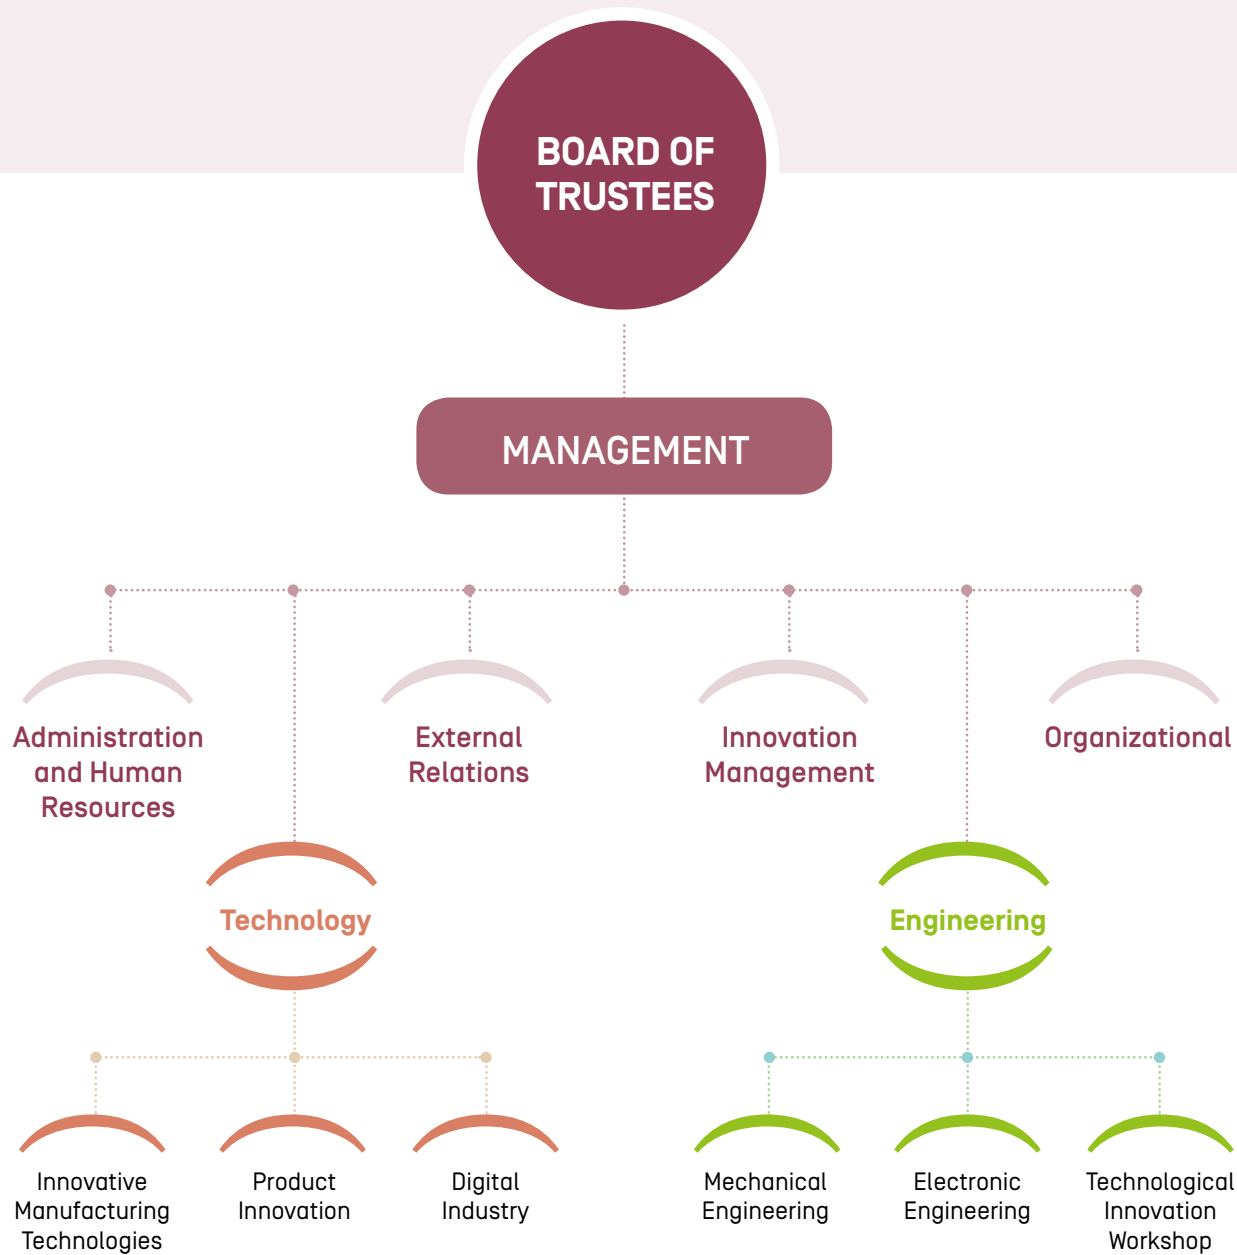 BOARD OF
TRUSTEES
MANAGEMENT
Administration
and Human
Resources
External
Relations
Innovation
Management
Organizational
Technology
Engineering
Innovative
Manufacturing
Technologies
Product
Innovation
Digital
Industry
Mechanical
Engineering
Electronic
Engineering
Technological
Innovation
Workshop